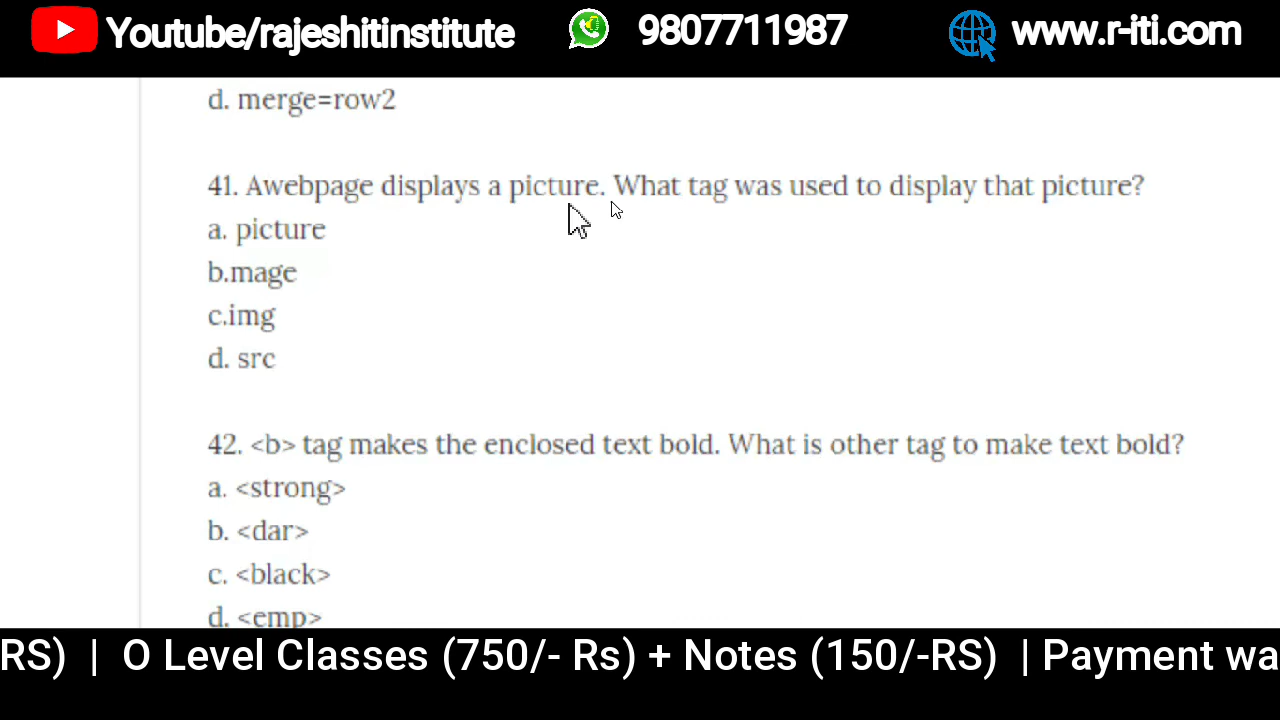 Youtube/rajeshitinstitute 9807711987 www.r-iti.com
d. merge=row2
41. Awebpage displays a picture. What tag was used to display that picture?
a. picture
b.mage
c.img
d. src
42. <b> tag makes the enclosed text bold. What is other tag to make text bold?
a. <strong>
b. <dar>
c. <black>
d. <emp>
RS) | O Level Classes (750/- Rs) + Notes (150/-RS) | Payment wa